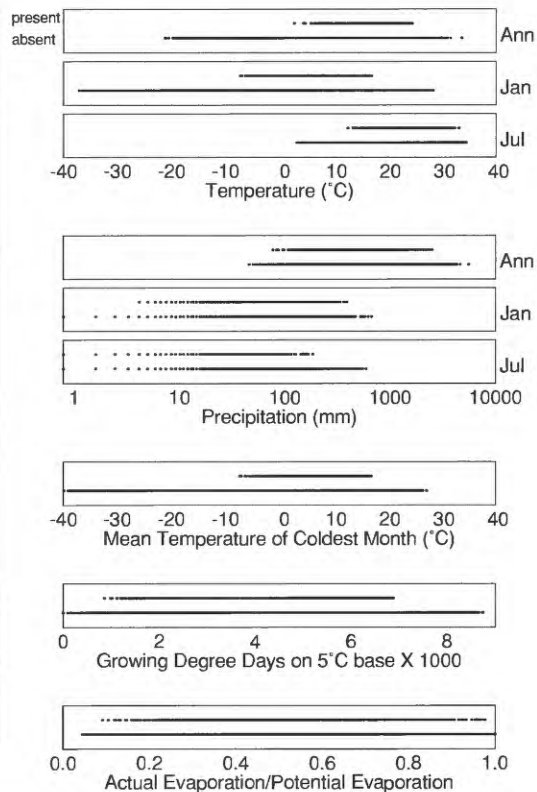 present
absent
Ann
Jan
Jul
-40 -30 -20 -10 0 10 20 30 40
Temperature (˚C)
Ann
Jan
Jul
1 10 100 1000 10000
Precipitation (mm)
-40 -30 -20 -10 0 10 20 30 40
Mean Temperature of Coldest Month (˚C)
0 2 4 6 8
Growing Degree Days on 5˚C base X 1000
0.0 0.2 0.4 0.6 0.8 1.0
Actual Evaporation/Potential Evaporation